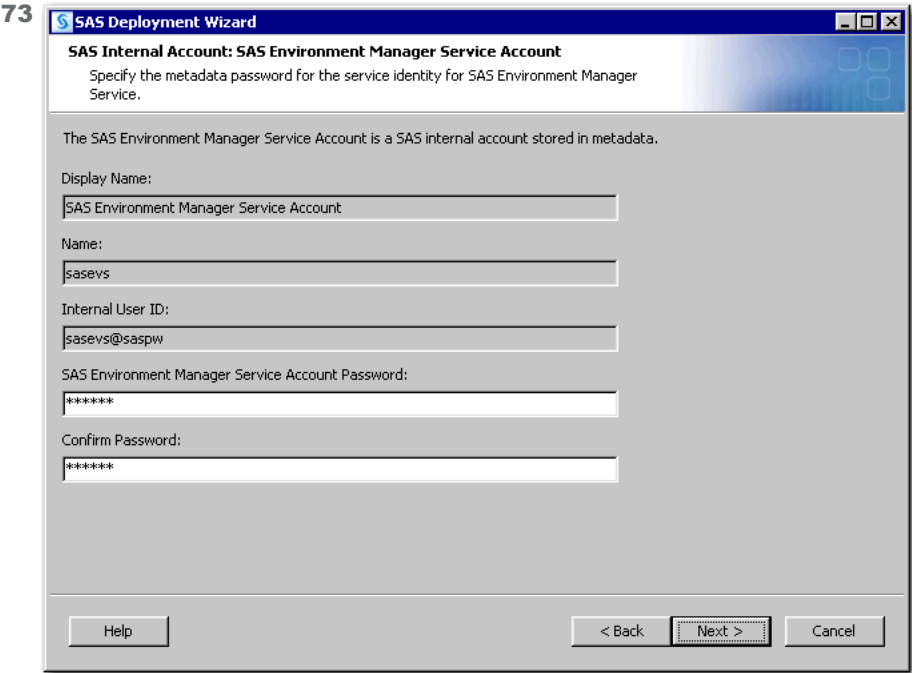 73
SAS Deployment Wizard
SAS Internal Account: SAS Environment Manager Service Account
Specify the metadata password for the service identity for SAS Environment Manager
Service.
The SAS Environment Manager Service Account is a SAS internal account stored in metadata.
Display Name:
SAS Environment Manager Service Account
Name:
sasevs
Internal User ID:
sasevs@saspw
SAS Environment Manager Service Account Password:
******
Confirm Password:
******
Help < Back Next > Cancel